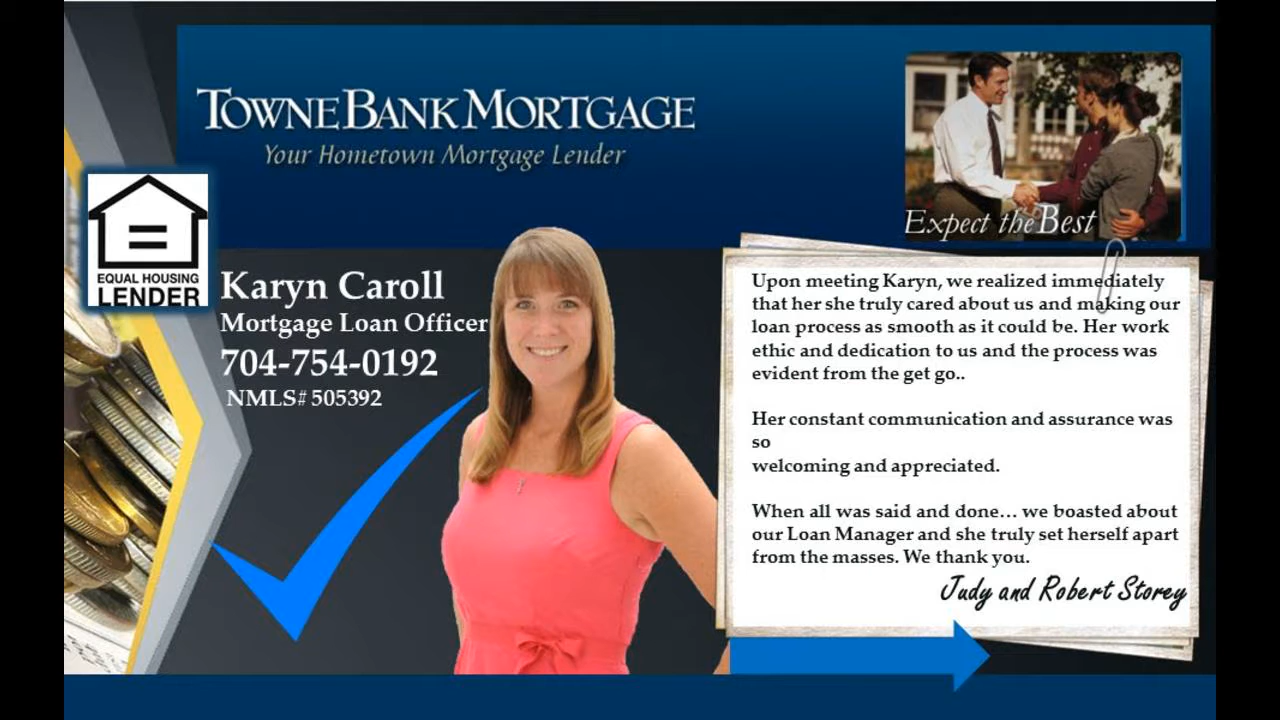 TOWNEBANK MORTGAGE
Your Hometown Mortgage Lender
Expect the Best
EQUAL HOUSING
LENDER
Karyn Caroll
Mortgage Loan Officer
704-754-0192
NMLS# 505392
Upon meeting Karyn, we realized immediately
that her she truly cared about us and making our
loan process as smooth as it could be. Her work
ethic and dedication to us and the process was
evident from the get go..
Her constant communication and assurance was
so
welcoming and appreciated.
When all was said and done… we boasted about
our Loan Manager and she truly set herself apart
from the masses. We thank you.
Judy and Robert Storey